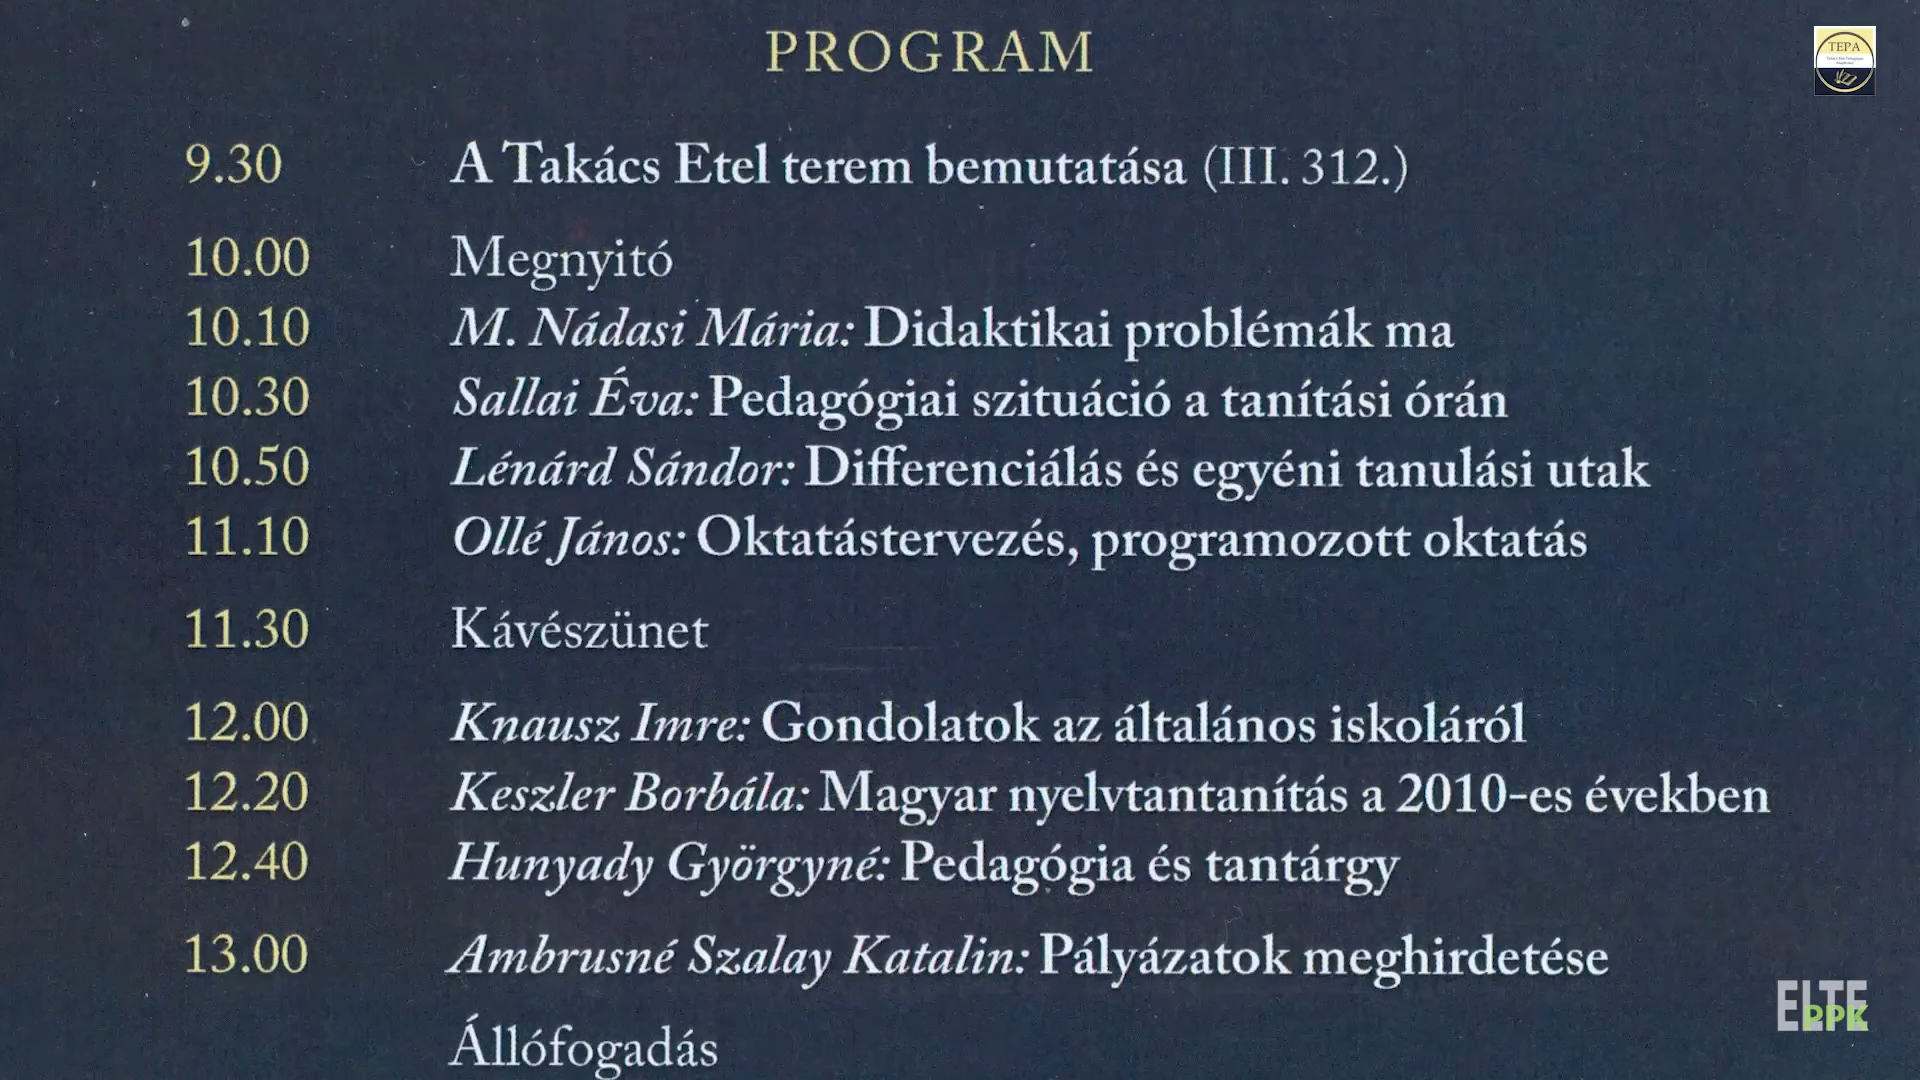 PROGRAM
TEPA
9.30 A Takács Etel terem bemutatása (III. 312.)
10.00 Megnyitó
10.10 M. Nádasi Mária: Didaktikai problémák ma
10.30 Sallai Éva: Pedagógiai szituáció a tanítási órán
10.50 Lénárd Sándor: Differenciálás és egyéni tanulási utak
11.10 Ollé János: Oktatástervezés, programozott oktatás
11.30 Kávészünet
12.00 Knausz Imre: Gondolatok az általános iskoláról
12.20 Keszler Borbála: Magyar nyelvtantanítás a 2010-es években
12.40 Hunyady Györgyné: Pedagógia és tantárgy
13.00 Ambrusné Szalay Katalin: Pályázatok meghirdetése
Állófogadás
ELTE
PPK